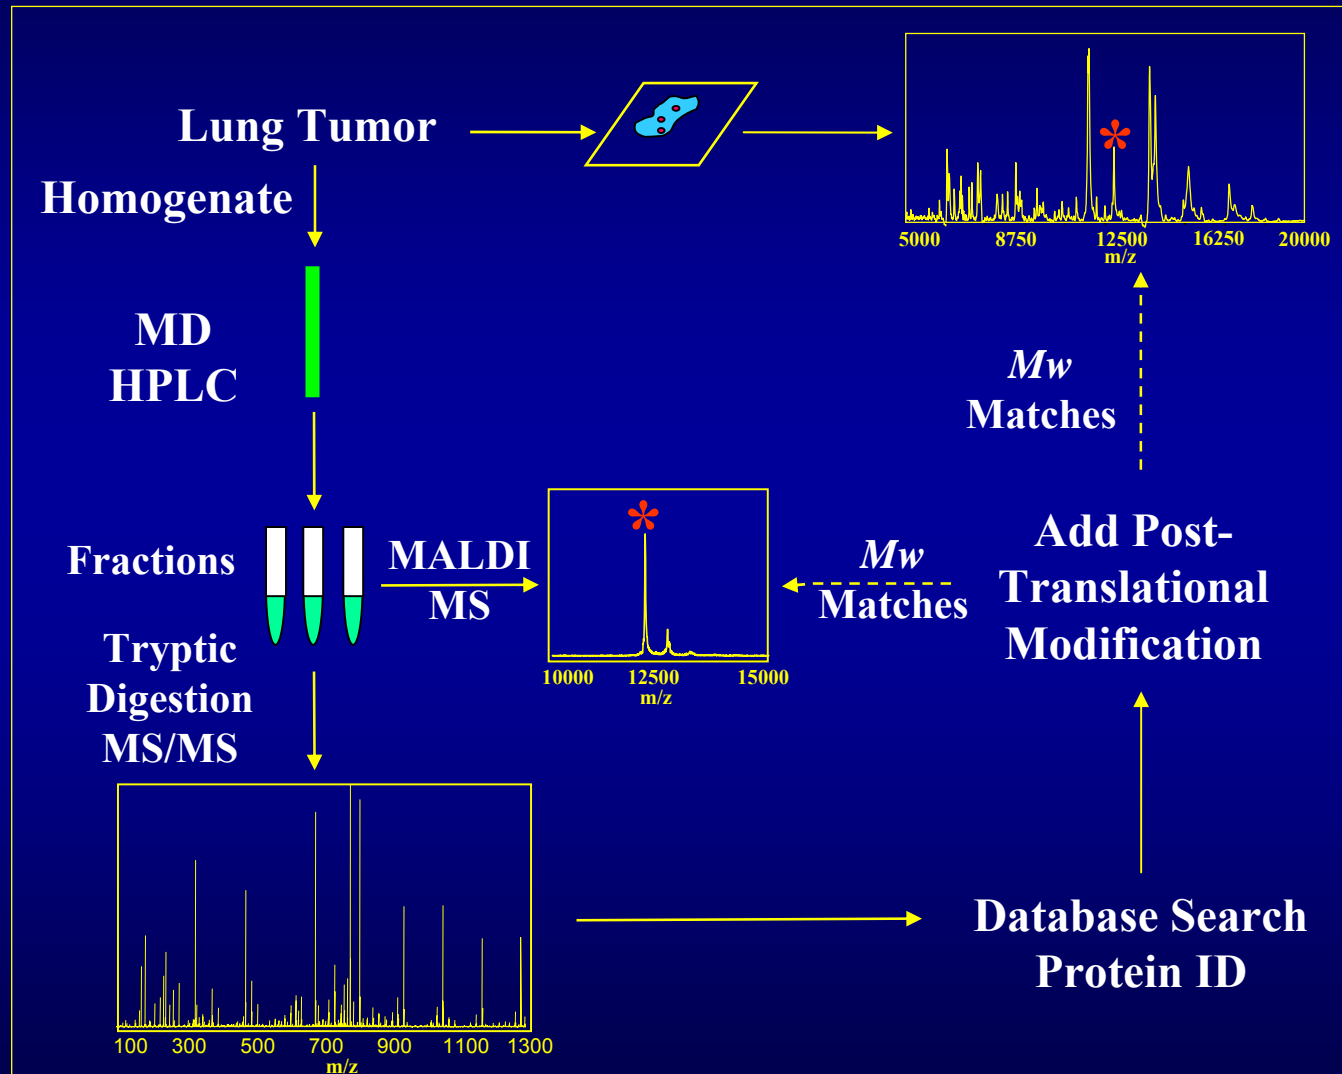 Lung Tumor
*
5000 8750 12500 16250 20000
m/z
Homogenate
MD
HPLC
Mw
Matches
Fractions
MALDI
MS
*
10000 12500 15000
m/z
Mw
Matches
Add Post-
Translational
Modification
Tryptic
Digestion
MS/MS
100 300 500 700 900 1100 1300
m/z
Database Search
Protein ID